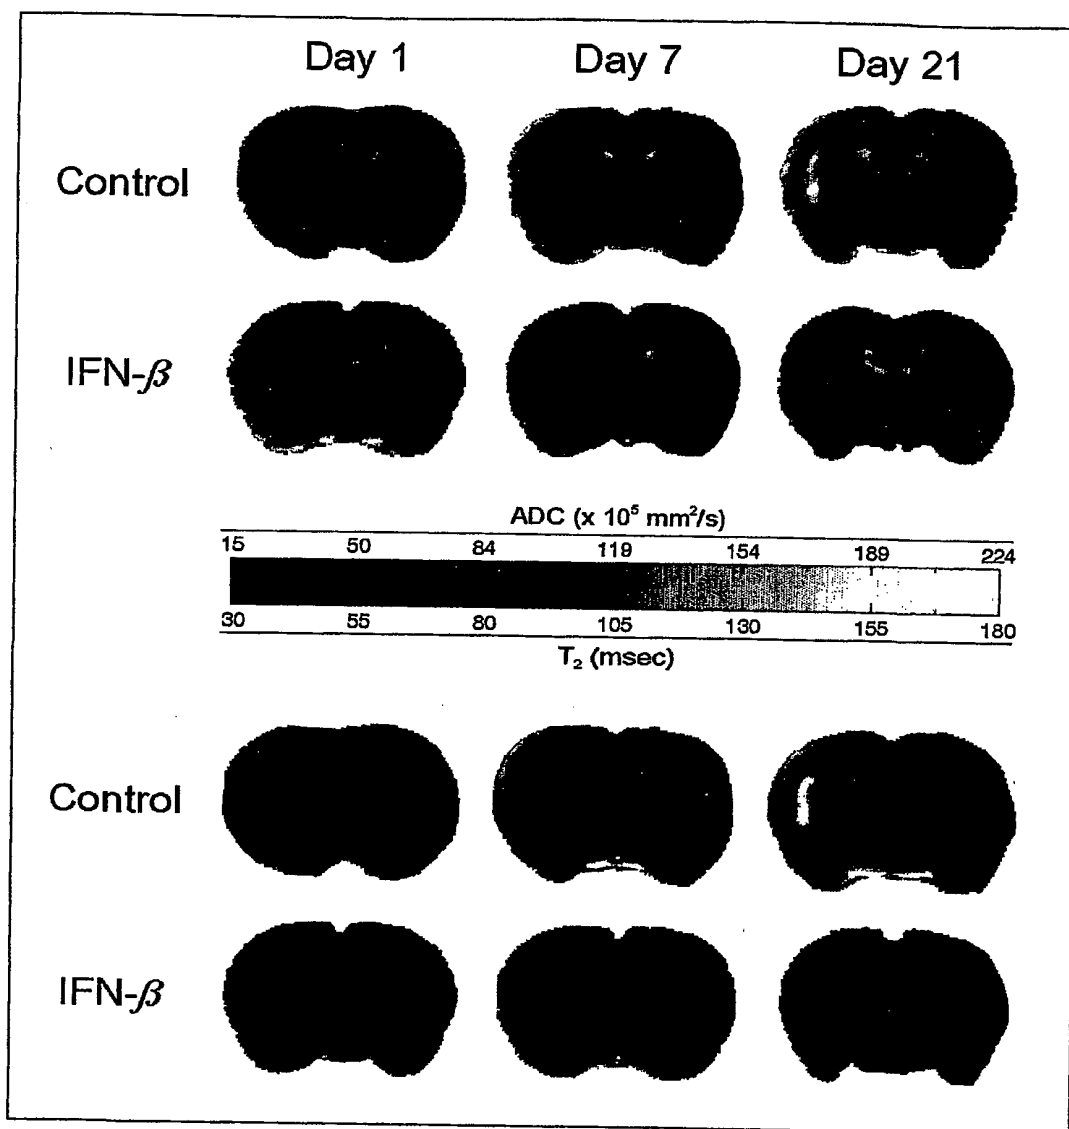 Day 1 Day 7 Day 21
Control
IFN-β
ADC (x 10⁵ mm²/s)
15 50 84 119 154 189 224
30 55 80 105 130 155 180
T₂ (msec)
Control
IFN-β